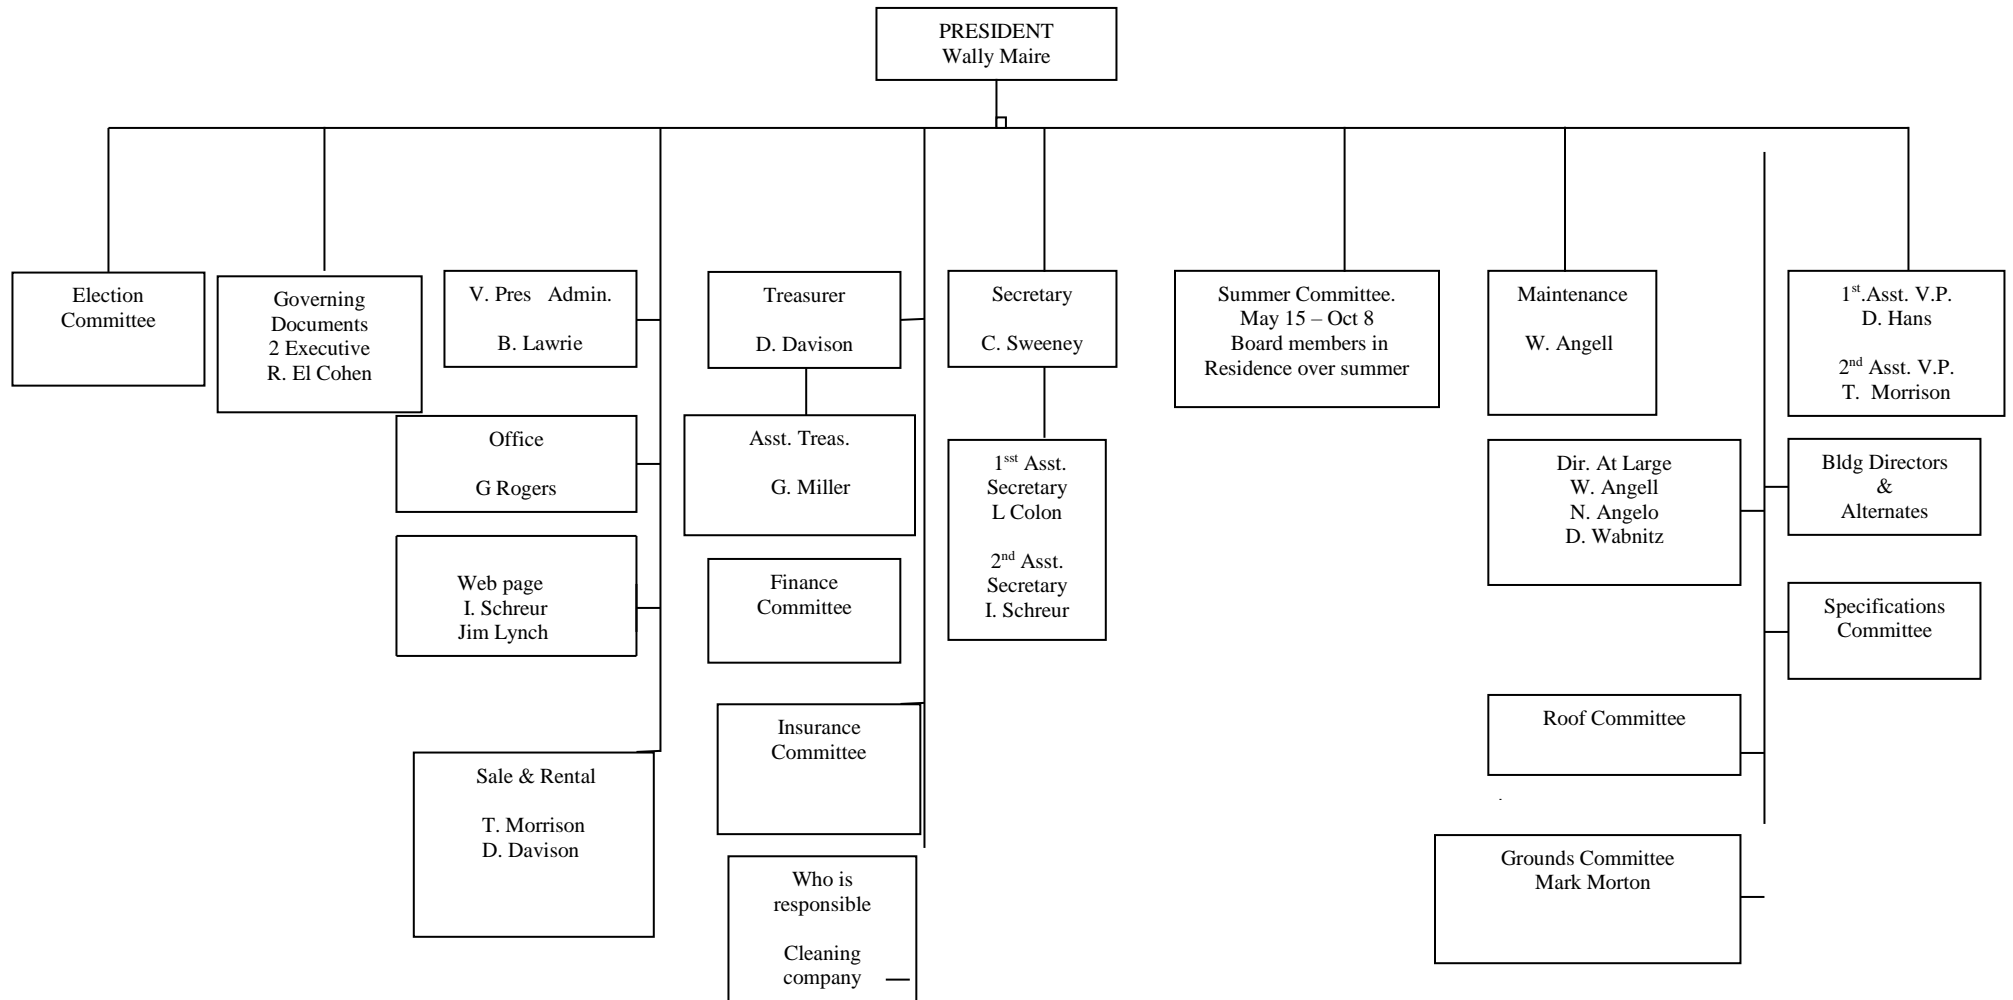 PRESIDENT
Wally Maire
Election
Committee
Governing
Documents
2 Executive
R. El Cohen
V. Pres Admin.
B. Lawrie
Treasurer
D. Davison
Secretary
C. Sweeney
Summer Committee.
May 15 – Oct 8
Board members in
Residence over summer
Maintenance
W. Angell
1st.Asst. V.P.
D. Hans
2nd Asst. V.P.
T. Morrison
Office
G Rogers
Asst. Treas.
G. Miller
1sst Asst.
Secretary
L Colon
2nd Asst.
Secretary
I. Schreur
Dir. At Large
W. Angell
N. Angelo
D. Wabnitz
Bldg Directors
&
Alternates
Web page
I. Schreur
Jim Lynch
Finance
Committee
Specifications
Committee
Insurance
Committee
Roof Committee
Sale & Rental
T. Morrison
D. Davison
Who is
responsible
Cleaning
company
Grounds Committee
Mark Morton